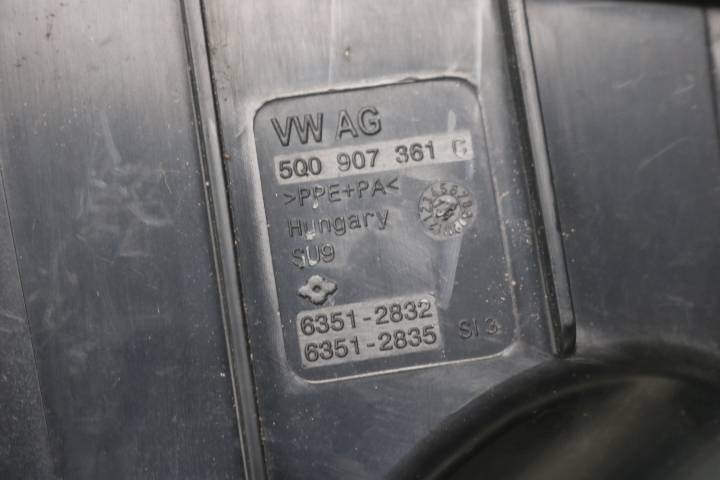 VW AG
5Q0 907 361
>PPE+PA<
Hungary
SU9
6351-2832
6351-2835 SI 3